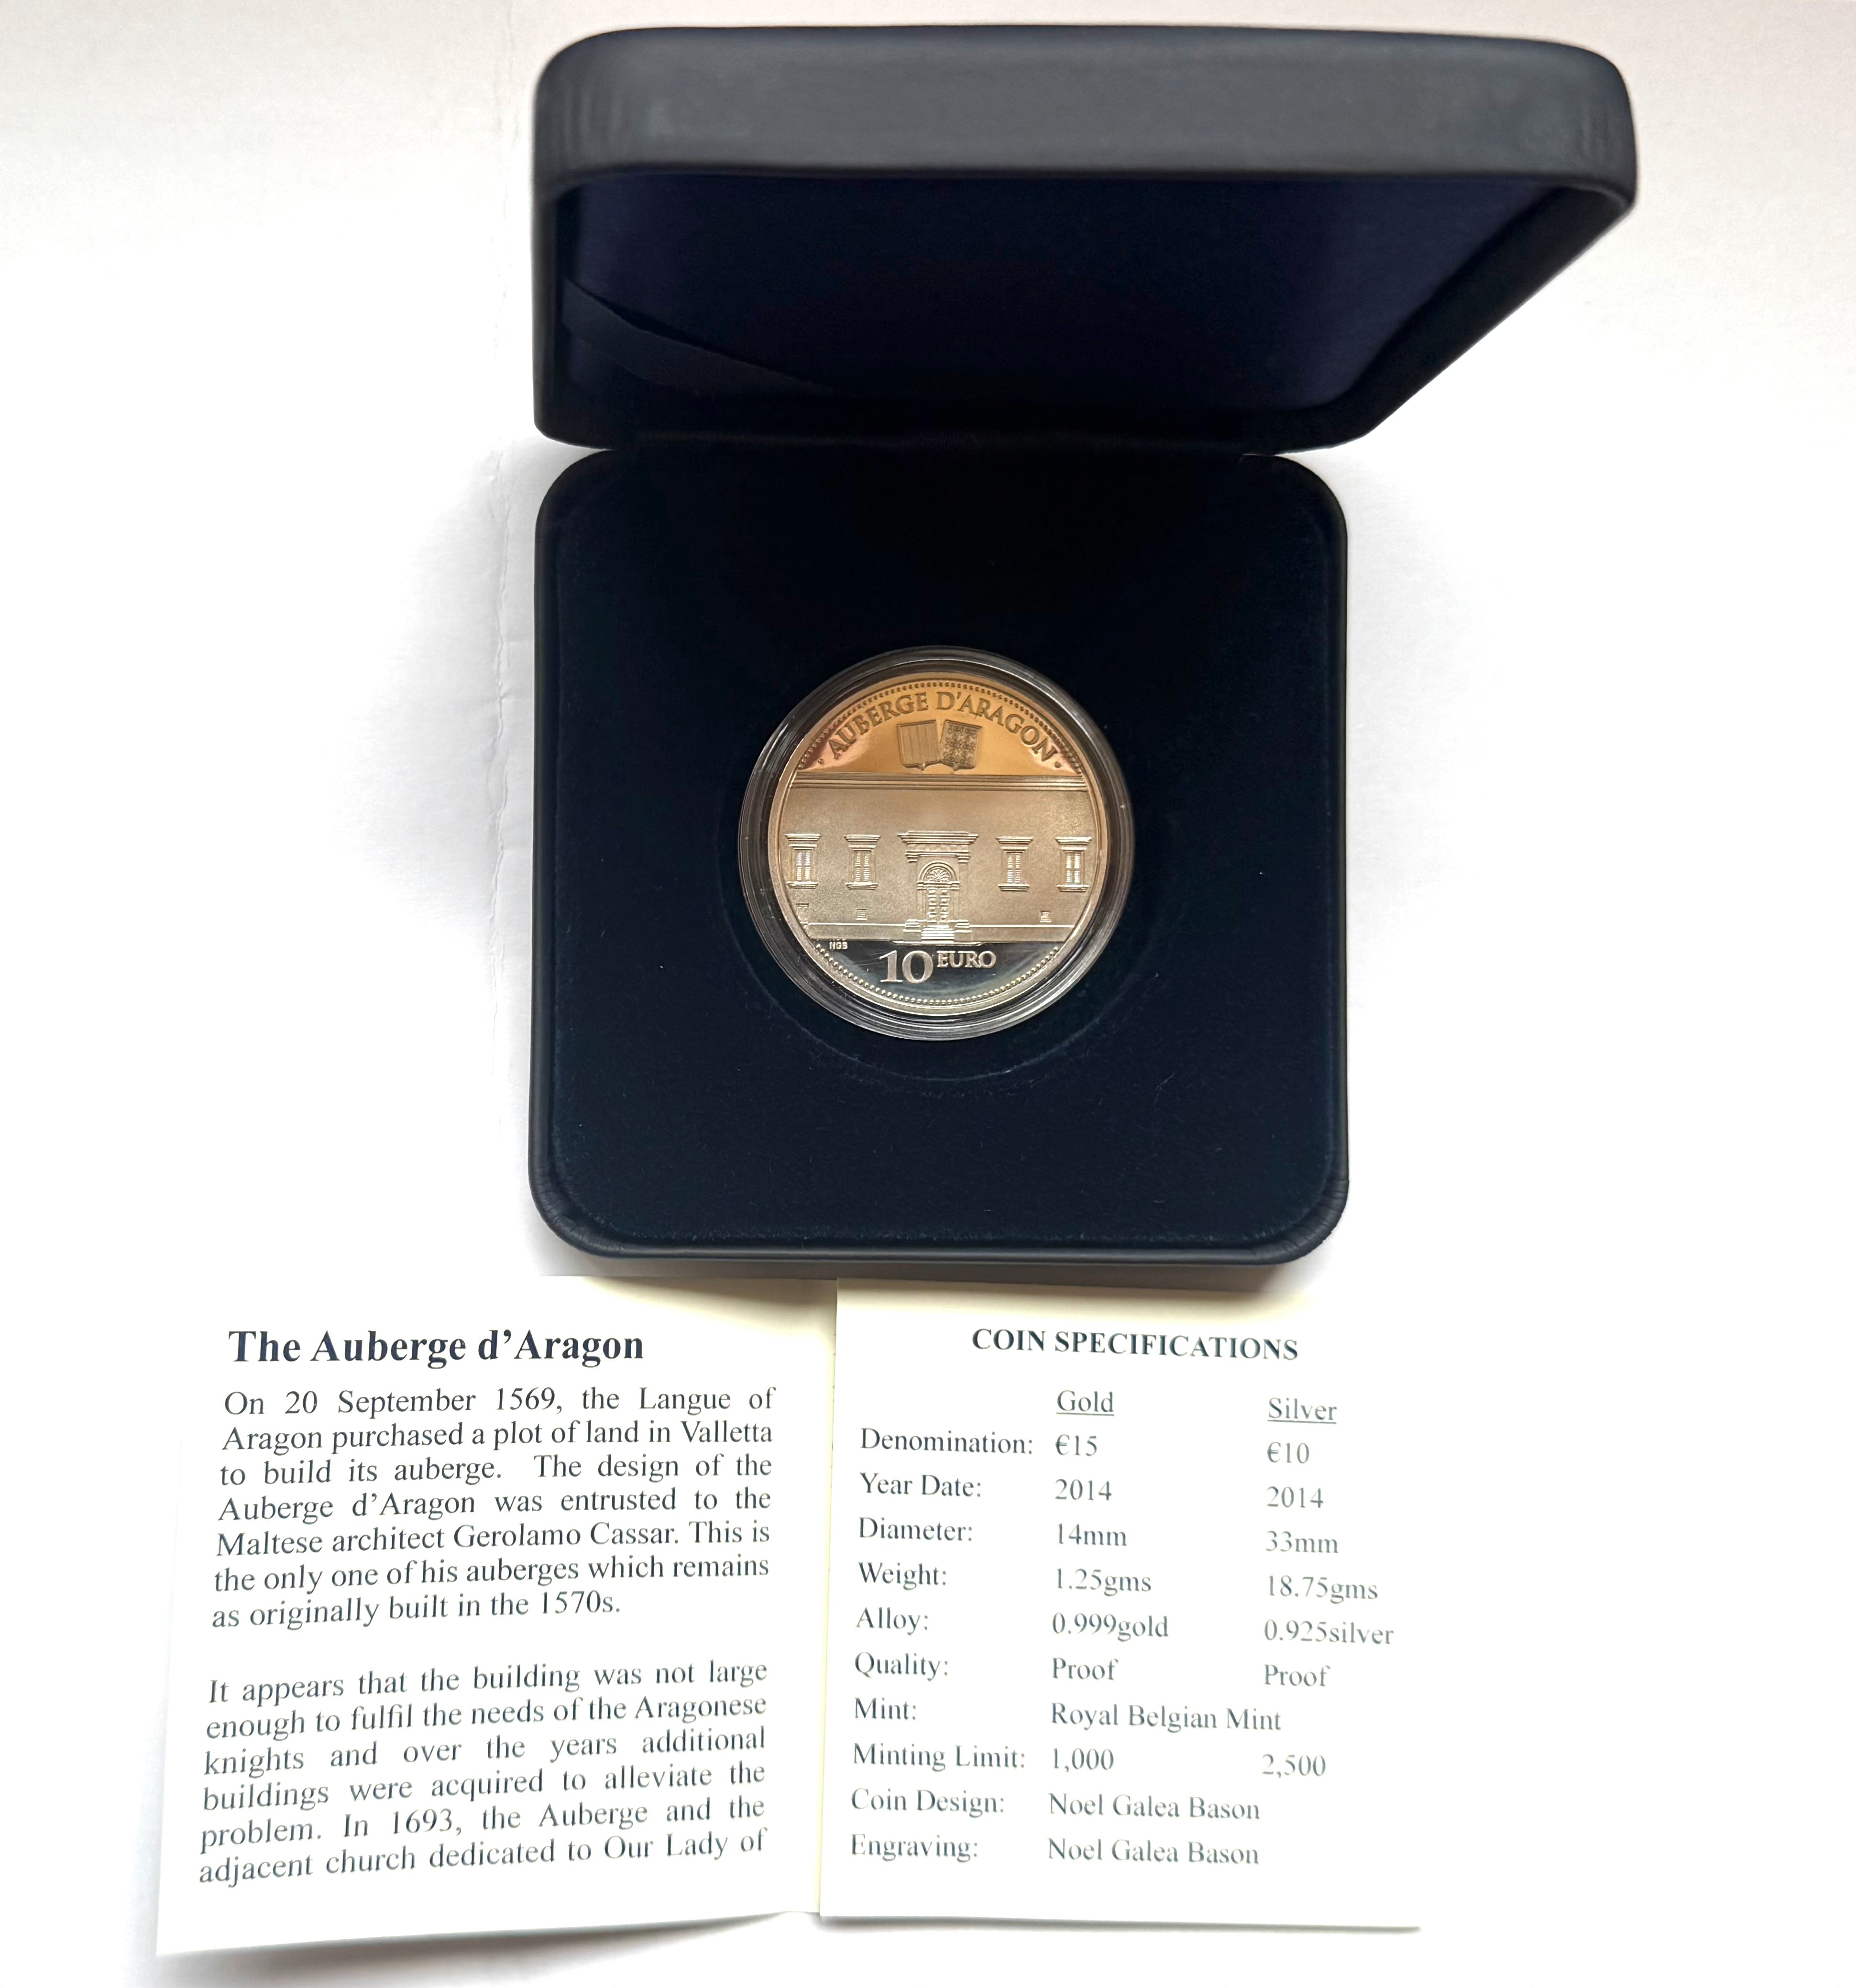 AUBERGE D'ARAGON
NGB
10 EURO
The Auberge d’Aragon
On 20 September 1569, the Langue of
Aragon purchased a plot of land in Valletta
to build its auberge. The design of the
Auberge d’Aragon was entrusted to the
Maltese architect Gerolamo Cassar. This is
the only one of his auberges which remains
as originally built in the 1570s.
It appears that the building was not large
enough to fulfil the needs of the Aragonese
knights and over the years additional
buildings were acquired to alleviate the
problem. In 1693, the Auberge and the
adjacent church dedicated to Our Lady of
COIN SPECIFICATIONS
Gold Silver
Denomination: €15 €10
Year Date: 2014 2014
Diameter: 14mm 33mm
Weight: 1.25gms 18.75gms
Alloy: 0.999gold 0.925silver
Quality: Proof Proof
Mint: Royal Belgian Mint
Minting Limit: 1,000 2,500
Coin Design: Noel Galea Bason
Engraving: Noel Galea Bason